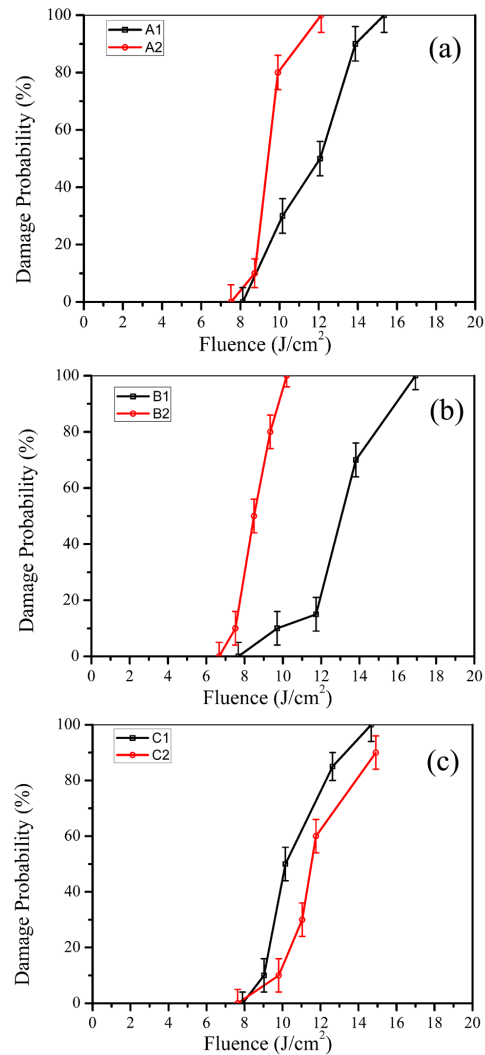 100
80
60
40
20
0
Damage Probability (%)
A1
A2
(a)
0 2 4 6 8 10 12 14 16 18 20
Fluence (J/cm²)
100
80
60
40
20
0
Damage Probability (%)
B1
B2
(b)
0 2 4 6 8 10 12 14 16 18 20
Fluence (J/cm²)
100
80
60
40
20
0
Damage Probability (%)
C1
C2
(c)
0 2 4 6 8 10 12 14 16 18 20
Fluence (J/cm²)